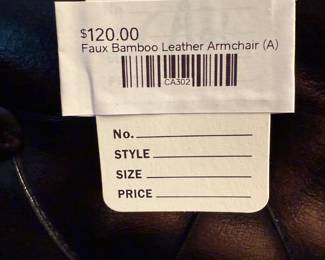 $120.00
Faux Bamboo Leather Armchair (A)
CA302
No.
STYLE
SIZE
PRICE